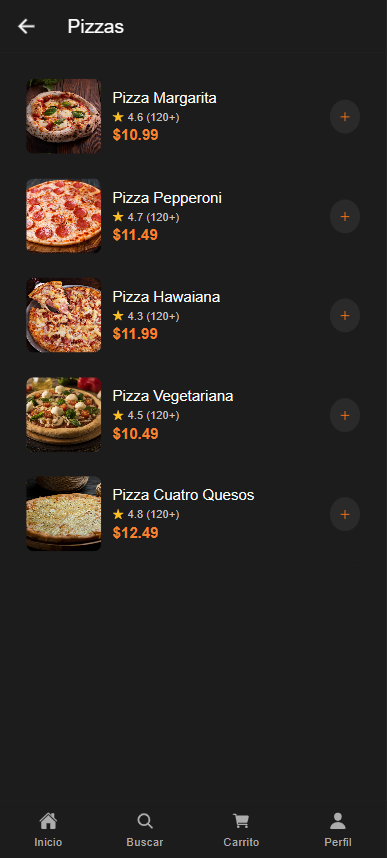 Pizzas
Pizza Margarita
4.6 (120+)
$10.99
Pizza Pepperoni
4.7 (120+)
$11.49
Pizza Hawaiana
4.3 (120+)
$11.99
Pizza Vegetariana
4.5 (120+)
$10.49
Pizza Cuatro Quesos
4.8 (120+)
$12.49
Inicio
Buscar
Carrito
Perfil